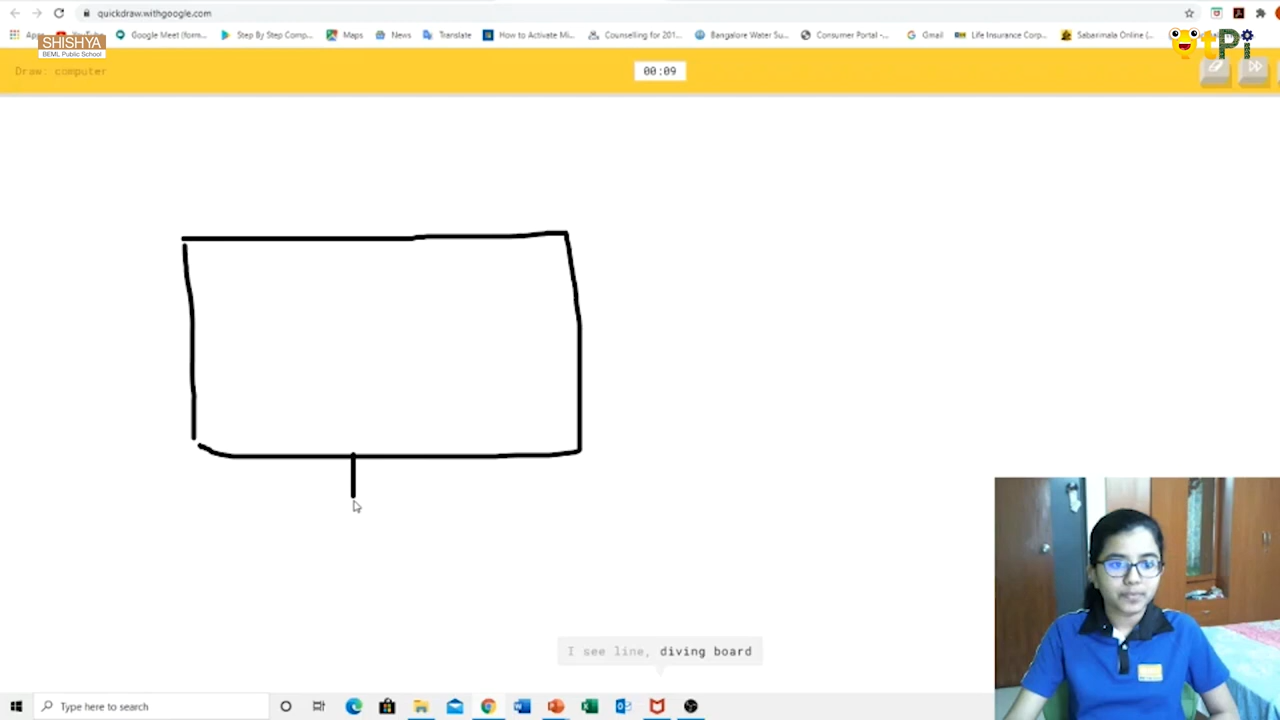 quickdraw.withgoogle.com
SHISHYA
BEML Public School
Google Meet (form...
Step By Step Comp...
Maps
News
Translate
How to Activate Mi...
Counselling for 201...
Bangalore Water Su...
Consumer Portal -...
Gmail
Life Insurance Corp...
Sabarimala Online (...
tPi
Draw: computer
00:09
I see line, diving board
Type here to search